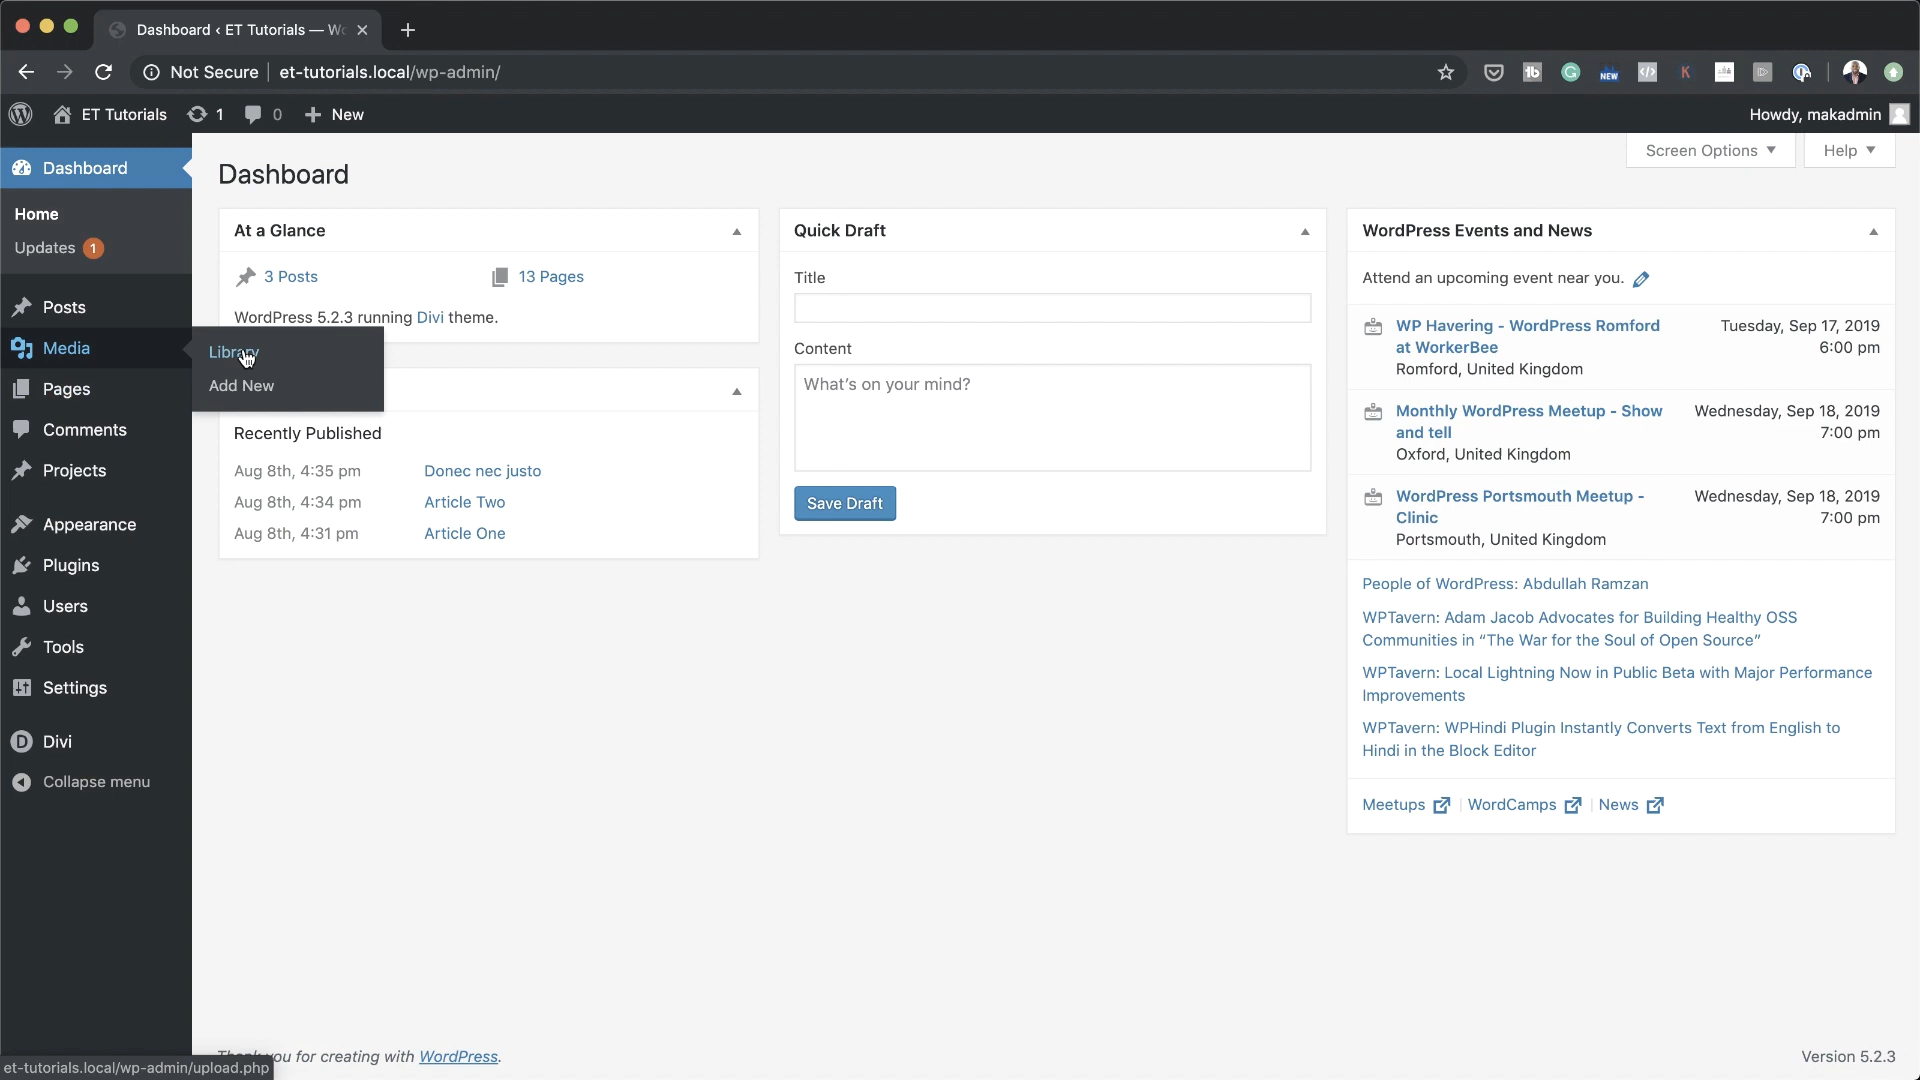 Dashboard ‹ ET Tutorials — Wo
Not Secure
et-tutorials.local/wp-admin/
tb
G
NEW
K
ET Tutorials
1
0
New
Howdy, makadmin
Dashboard
Home
Updates 1
Posts
Media
Library
Add New
Pages
Comments
Projects
Appearance
Plugins
Users
Tools
Settings
D
Divi
Collapse menu
Dashboard
Screen Options
Help
At a Glance
3 Posts
13 Pages
WordPress 5.2.3 running Divi theme.
Recently Published
Aug 8th, 4:35 pm Donec nec justo
Aug 8th, 4:34 pm Article Two
Aug 8th, 4:31 pm Article One
Quick Draft
Title
Content
What's on your mind?
Save Draft
WordPress Events and News
Attend an upcoming event near you.
WP Havering - WordPress Romford
at WorkerBee
Romford, United Kingdom
Tuesday, Sep 17, 2019
6:00 pm
Monthly WordPress Meetup - Show
and tell
Oxford, United Kingdom
Wednesday, Sep 18, 2019
7:00 pm
WordPress Portsmouth Meetup -
Clinic
Portsmouth, United Kingdom
Wednesday, Sep 18, 2019
7:00 pm
People of WordPress: Abdullah Ramzan
WPTavern: Adam Jacob Advocates for Building Healthy OSS
Communities in “The War for the Soul of Open Source”
WPTavern: Local Lightning Now in Public Beta with Major Performance
Improvements
WPTavern: WPHindi Plugin Instantly Converts Text from English to
Hindi in the Block Editor
Meetups | WordCamps | News
Thank you for creating with WordPress.
Version 5.2.3
et-tutorials.local/wp-admin/upload.php